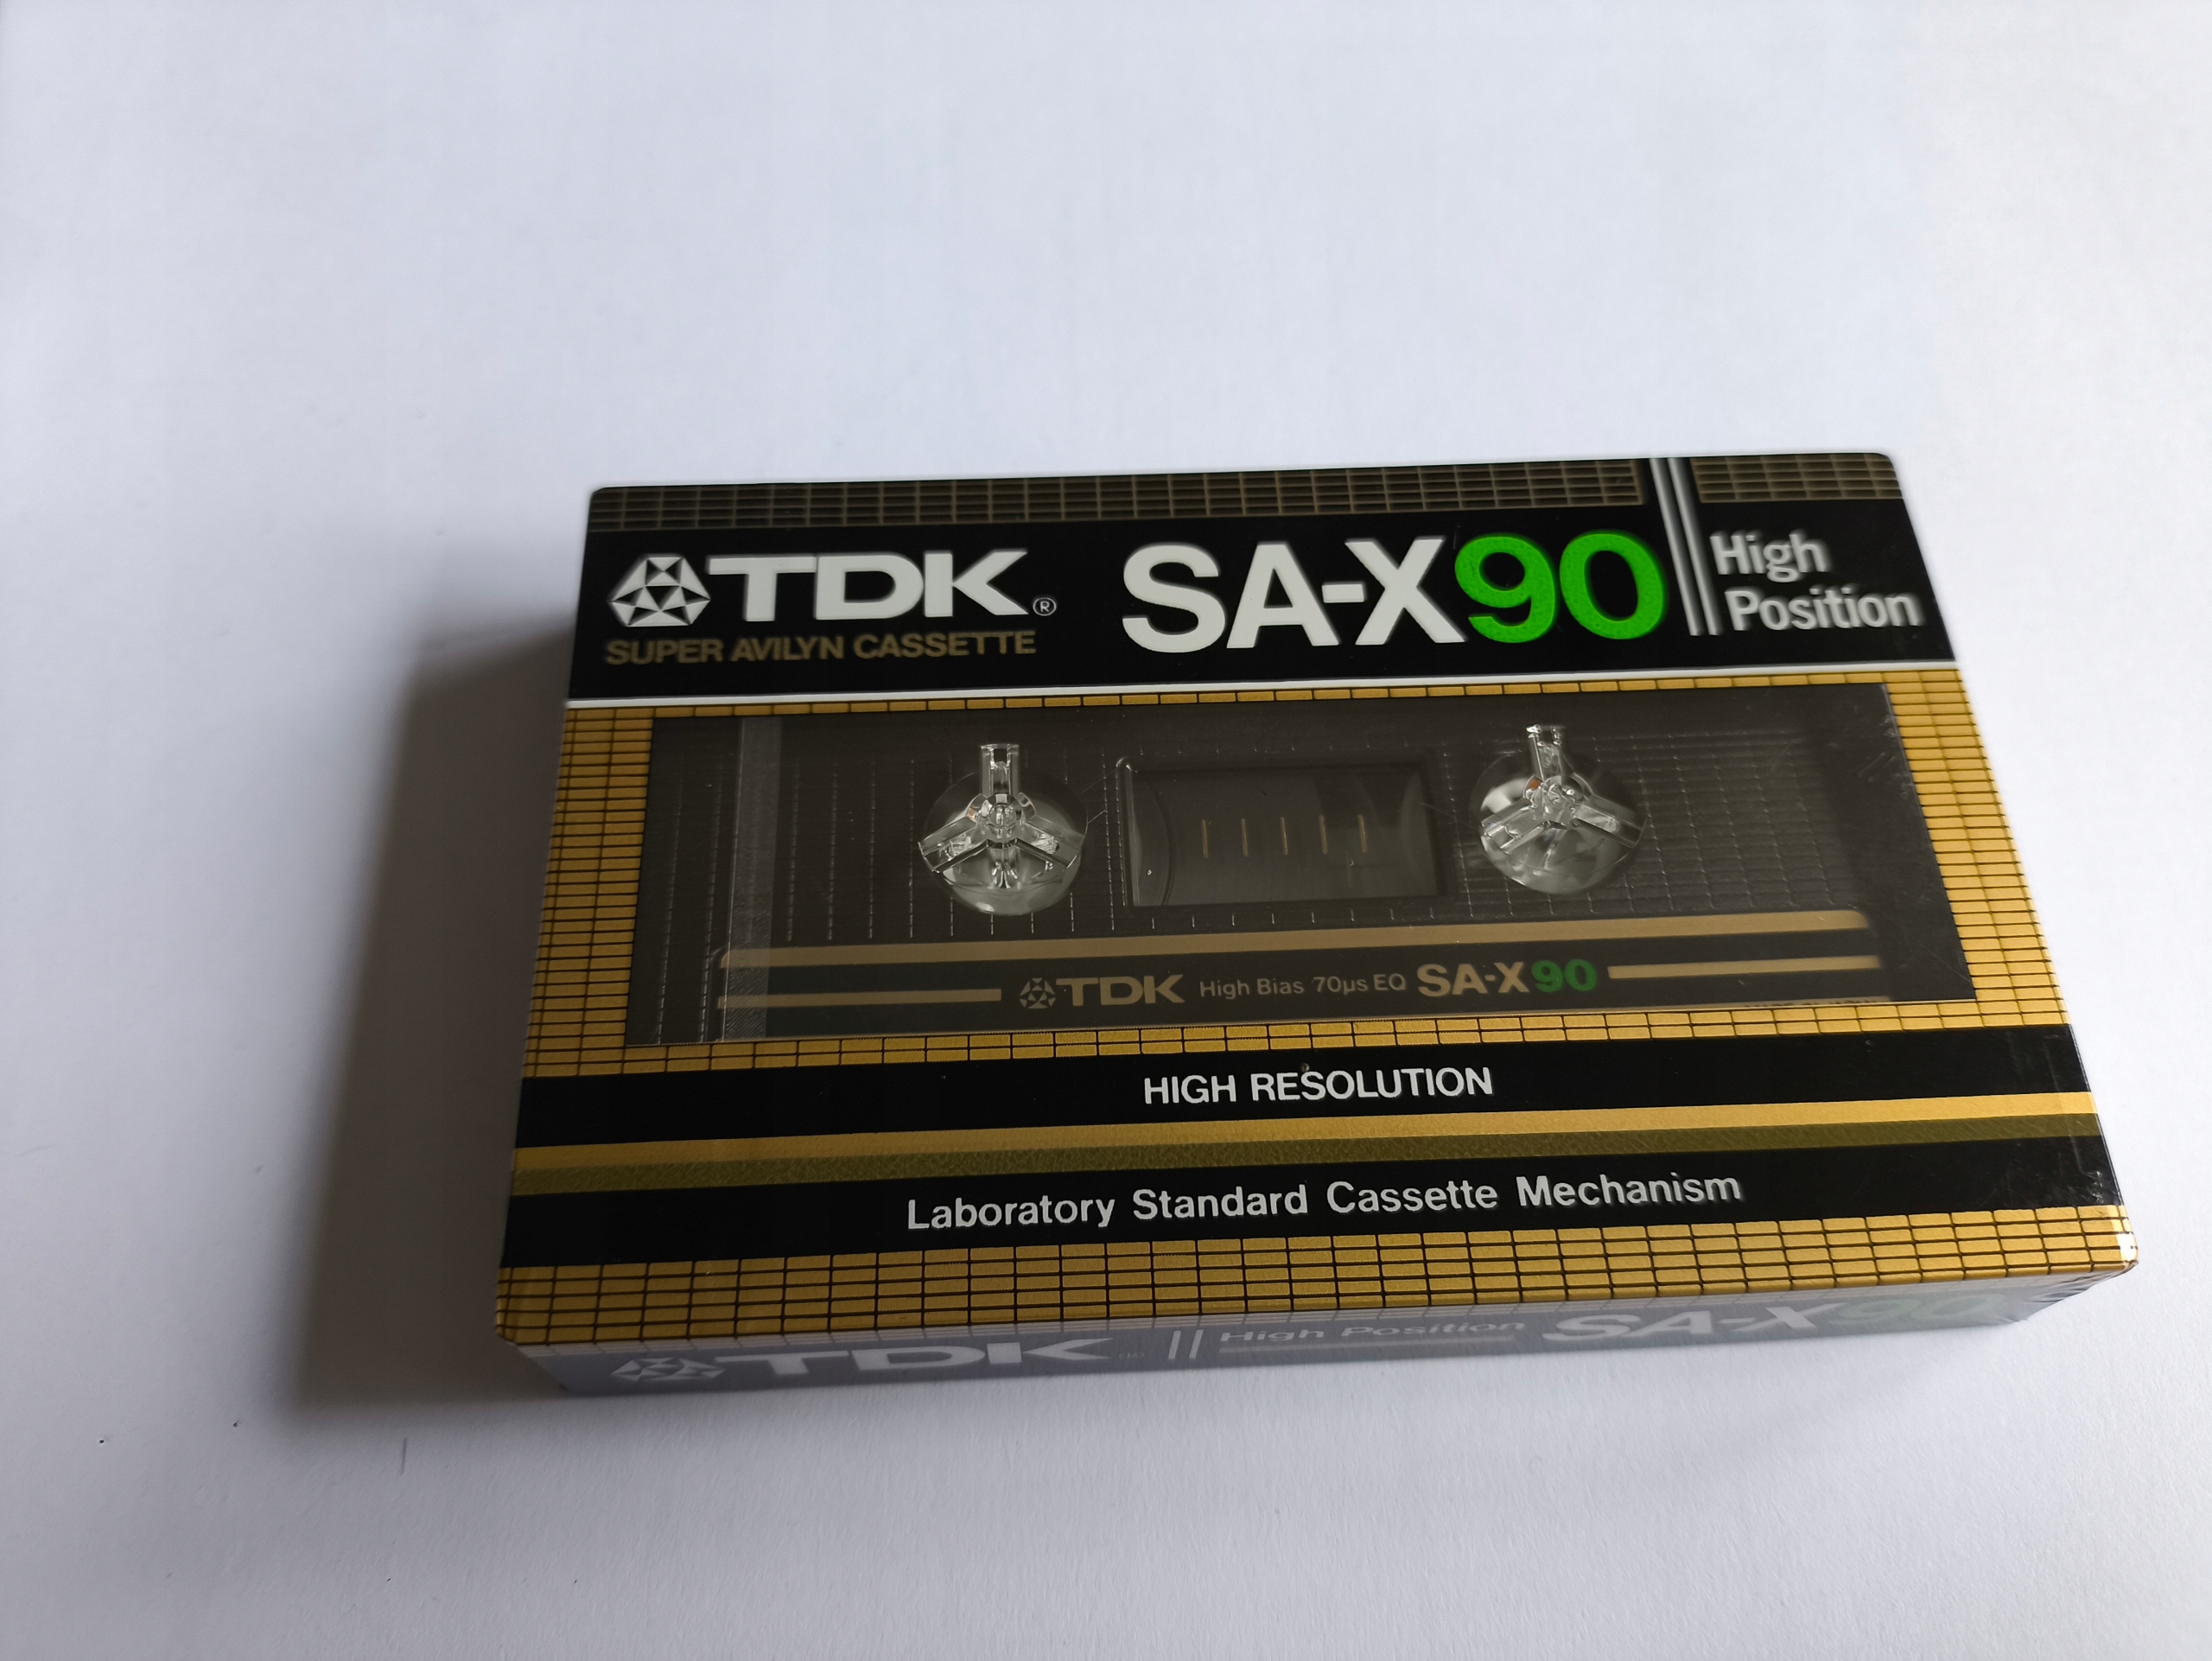 TDK®
SUPER AVILYN CASSETTE
SA-X90
High
Position
TDK High Bias 70µs EQ SA-X90
HIGH RESOLUTION
Laboratory Standard Cassette Mechanism
TDK High Position SA-X90